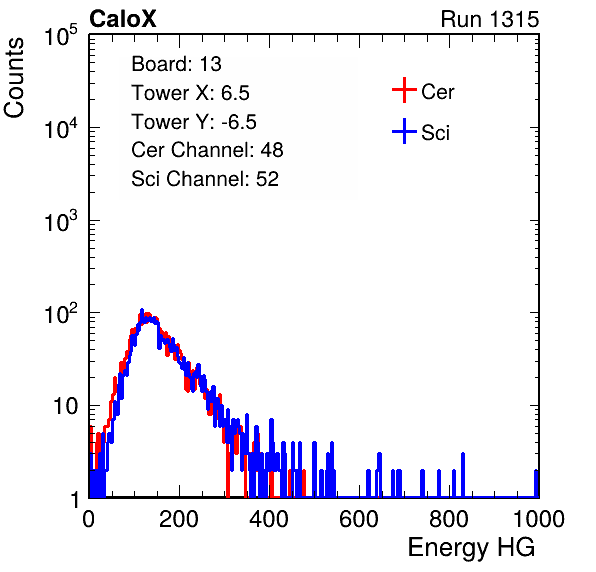 CaloX Run 1315
Counts
10^5
10^4
10^3
10^2
10
1
Board: 13
Tower X: 6.5
Tower Y: -6.5
Cer Channel: 48
Sci Channel: 52
Cer
Sci
0 200 400 600 800 1000
Energy HG